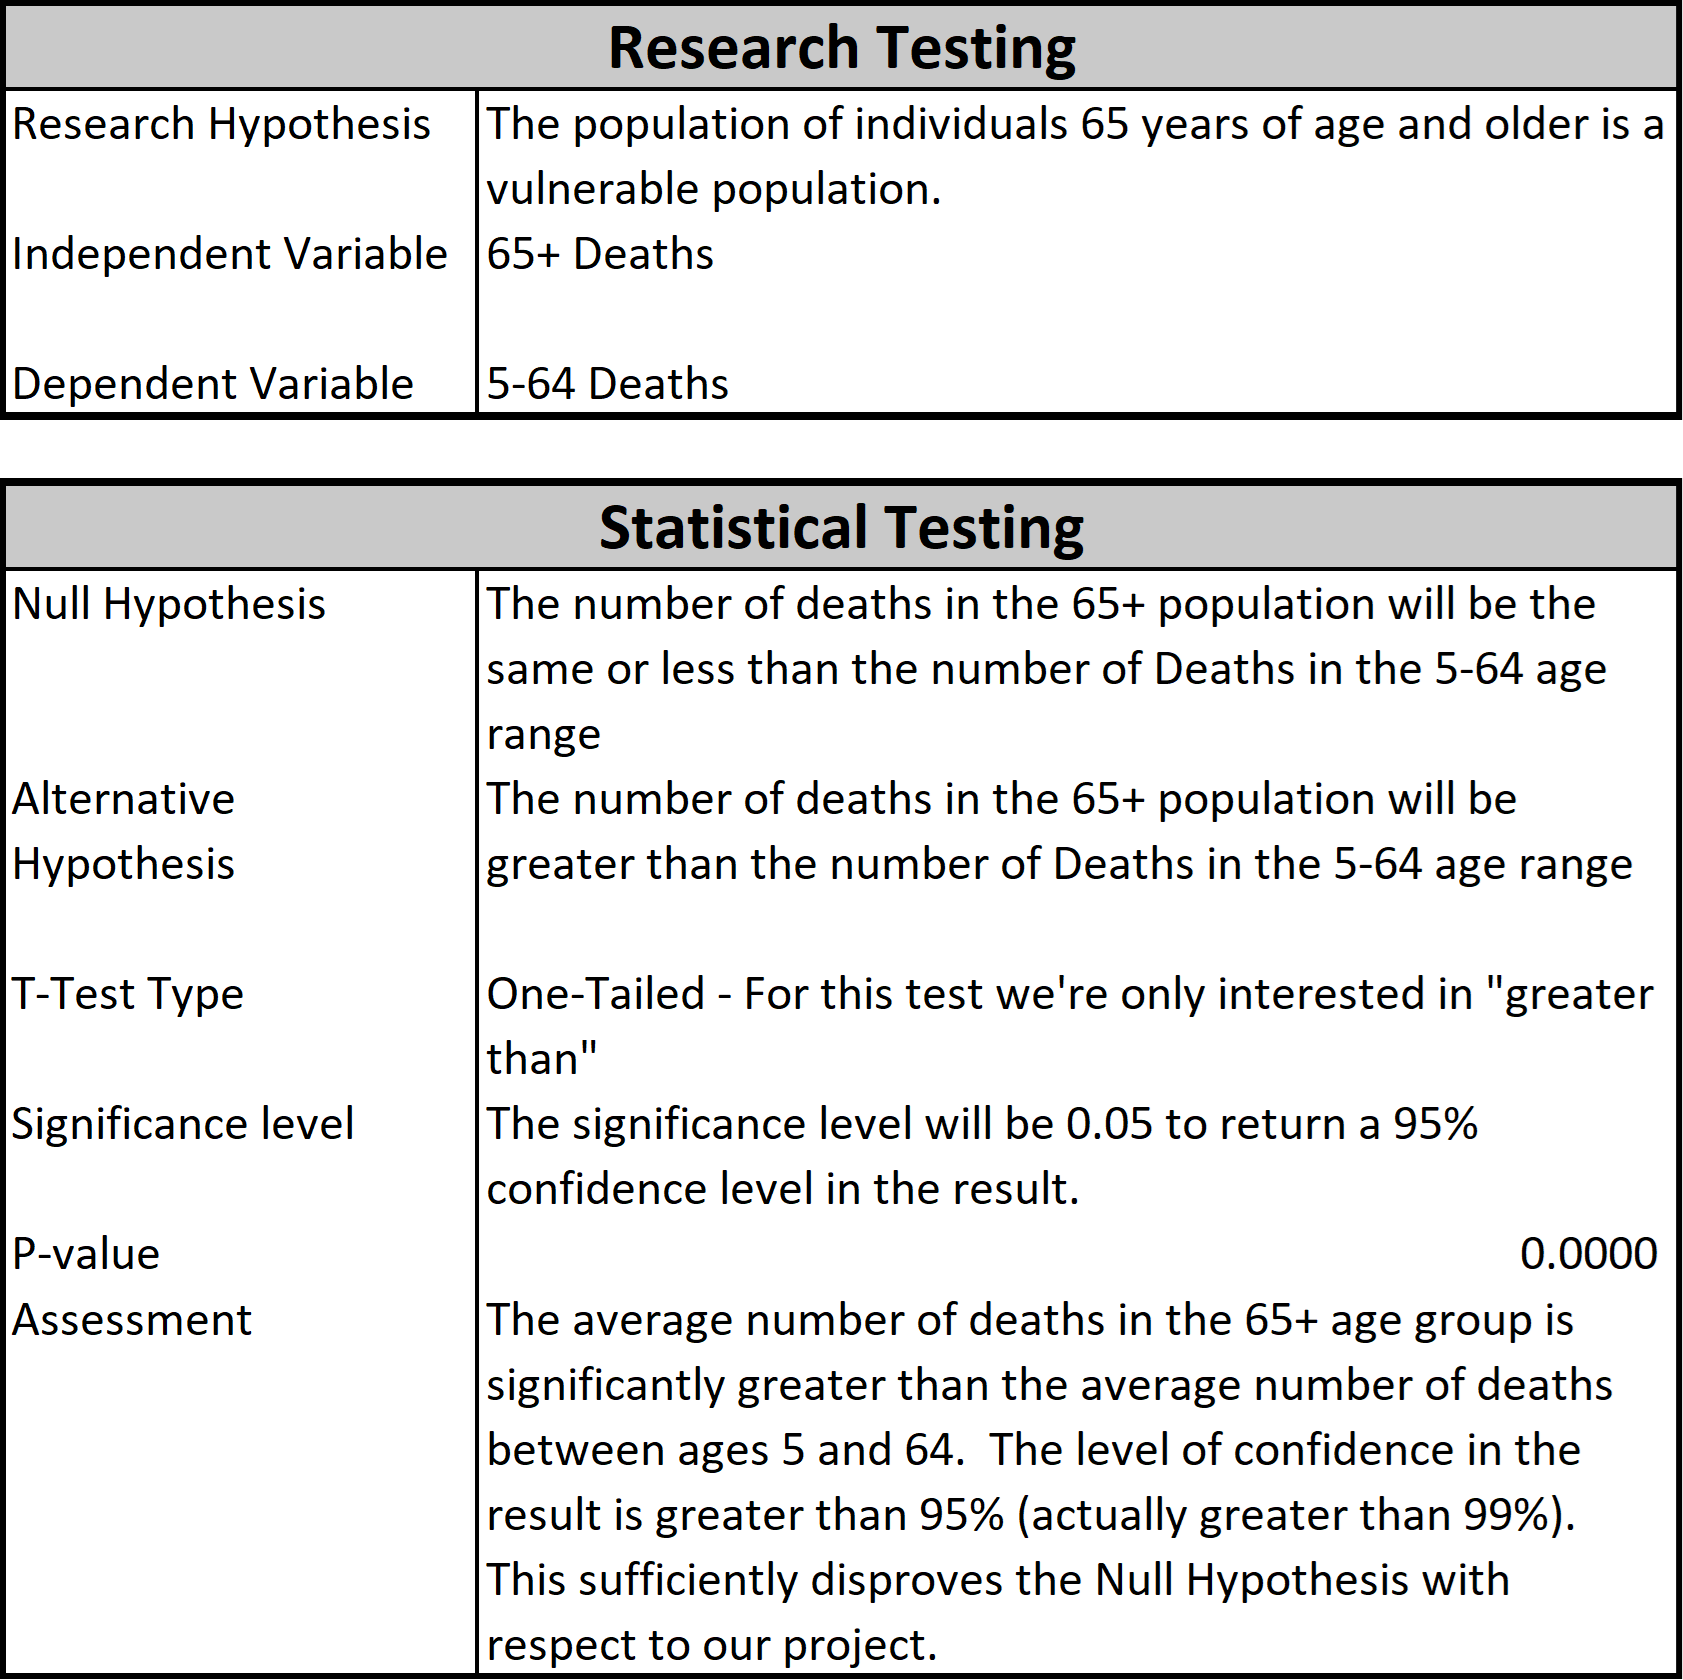 Research Testing
Research Hypothesis
The population of individuals 65 years of age and older is a
vulnerable population.
Independent Variable
65+ Deaths
Dependent Variable
5-64 Deaths
Statistical Testing
Null Hypothesis
The number of deaths in the 65+ population will be the
same or less than the number of Deaths in the 5-64 age
range
Alternative
Hypothesis
The number of deaths in the 65+ population will be
greater than the number of Deaths in the 5-64 age range
T-Test Type
One-Tailed - For this test we're only interested in "greater
than"
Significance level
The significance level will be 0.05 to return a 95%
confidence level in the result.
P-value
0.0000
Assessment
The average number of deaths in the 65+ age group is
significantly greater than the average number of deaths
between ages 5 and 64.  The level of confidence in the
result is greater than 95% (actually greater than 99%).
This sufficiently disproves the Null Hypothesis with
respect to our project.